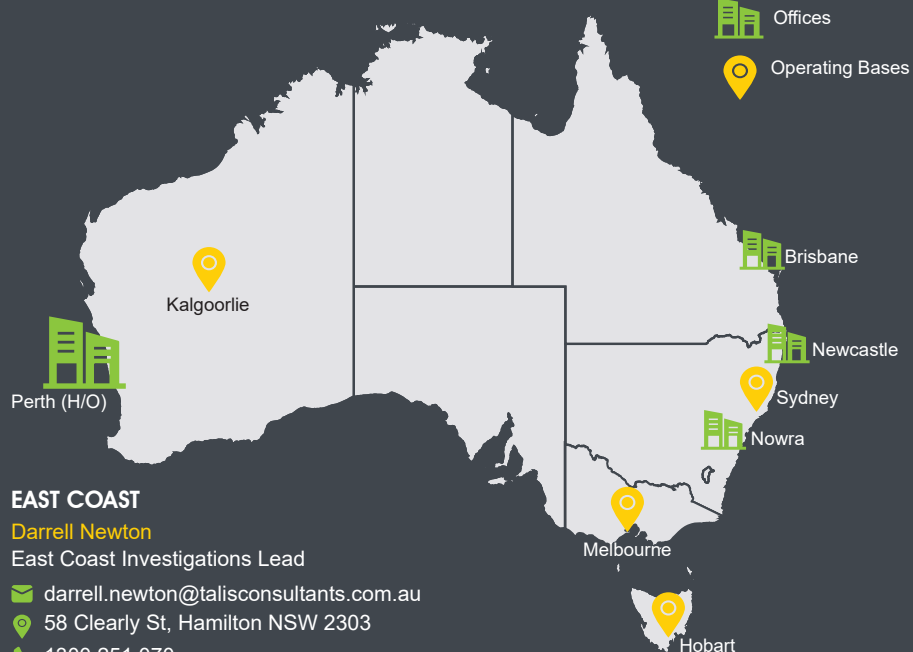 Offices
Operating Bases
Brisbane
Kalgoorlie
Newcastle
Perth (H/O)
Sydney
Nowra
EAST COAST
Darrell Newton
East Coast Investigations Lead
Melbourne
darrell.newton@talisconsultants.com.au
58 Clearly St, Hamilton NSW 2303
Hobart